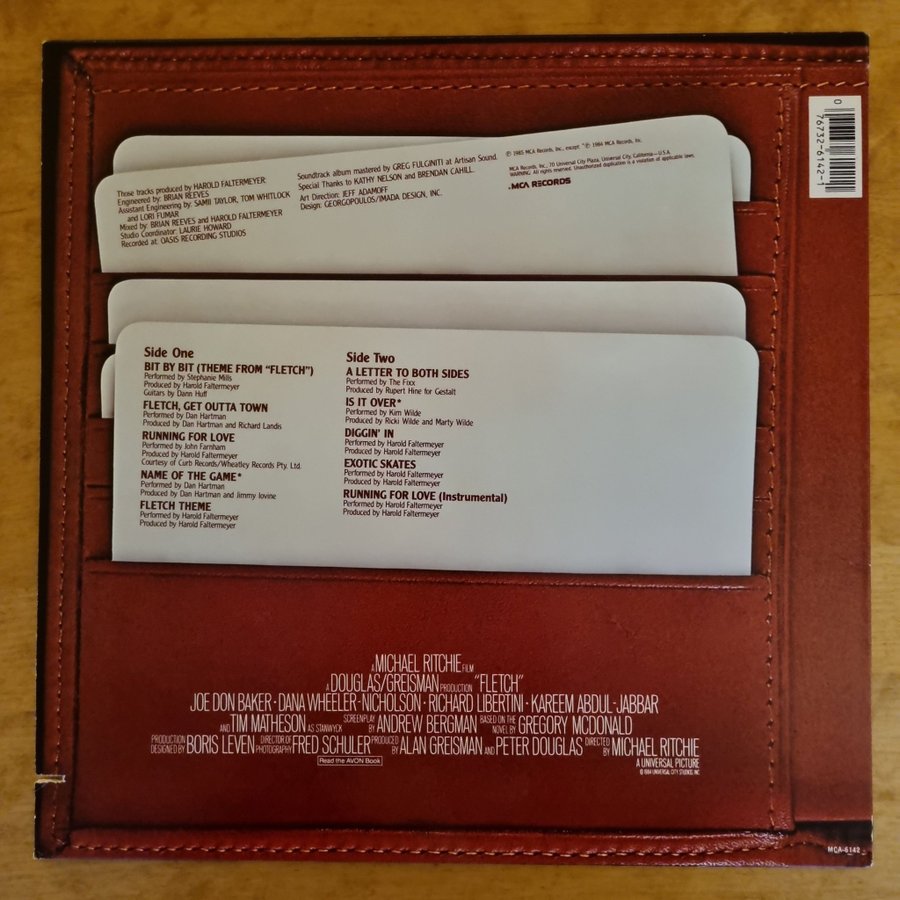 Those tracks produced by HAROLD FALTERMEYER
Engineered by: BRIAN REEVES
Assistant Engineering by: SAMII TAYLOR, TOM WHITLOCK
and LORI FUMAR
Mixed by: BRIAN REEVES and HAROLD FALTERMEYER
Studio Coordinator: LAURIE HOWARD
Recorded at: OASIS RECORDING STUDIOS
Soundtrack album mastered by GREG FULGINITI at Artisan Sound.
Special Thanks to KATHY NELSON and BRENDAN CAHILL.
Art Direction: JEFF ADAMOFF
Design: GEORGOPOULOS/IMADA DESIGN, INC.
℗ 1985 MCA Records, Inc., except *℗ 1984 MCA Records, Inc.
MCA Records, Inc., 70 Universal City Plaza, Universal City, California—U.S.A.
WARNING: All rights reserved. Unauthorized duplication is a violation of applicable laws.
MCA RECORDS
0 76732-6142-1
Side One
BIT BY BIT (THEME FROM "FLETCH")
Performed by Stephanie Mills
Produced by Harold Faltermeyer
Guitars by Dann Huff
FLETCH, GET OUTTA TOWN
Performed by Dan Hartman
Produced by Dan Hartman and Richard Landis
RUNNING FOR LOVE
Performed by John Farnham
Produced by Harold Faltermeyer
Courtesy of Curb Records/Wheatley Records Pty. Ltd.
NAME OF THE GAME*
Performed by Dan Hartman
Produced by Dan Hartman and Jimmy Iovine
FLETCH THEME
Performed by Harold Faltermeyer
Produced by Harold Faltermeyer
Side Two
A LETTER TO BOTH SIDES
Performed by The Fixx
Produced by Rupert Hine for Gestalt
IS IT OVER*
Performed by Kim Wilde
Produced by Ricki Wilde and Marty Wilde
DIGGIN' IN
Performed by Harold Faltermeyer
Produced by Harold Faltermeyer
EXOTIC SKATES
Performed by Harold Faltermeyer
Produced by Harold Faltermeyer
RUNNING FOR LOVE (Instrumental)
Performed by Harold Faltermeyer
Produced by Harold Faltermeyer
A MICHAEL RITCHIE FILM
A DOUGLAS/GREISMAN PRODUCTION "FLETCH"
JOE DON BAKER · DANA WHEELER-NICHOLSON · RICHARD LIBERTINI · KAREEM ABDUL-JABBAR
AND TIM MATHESON AS STANWYCK SCREENPLAY BY ANDREW BERGMAN BASED ON THE NOVEL BY GREGORY MCDONALD
PRODUCTION DESIGNED BY BORIS LEVEN DIRECTOR OF PHOTOGRAPHY FRED SCHULER PRODUCED BY ALAN GREISMAN AND PETER DOUGLAS DIRECTED BY MICHAEL RITCHIE
Read the AVON Book
A UNIVERSAL PICTURE
© 1984 UNIVERSAL CITY STUDIOS, INC.
MCA-6142